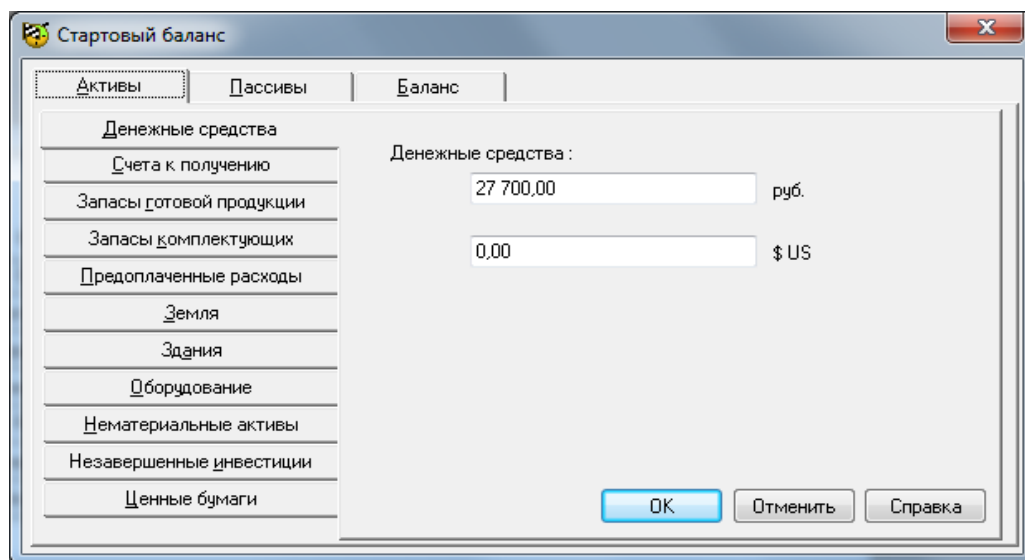 Стартовый баланс
Активы Пассивы Баланс
Денежные средства
Счета к получению
Запасы готовой продукции
Запасы комплектующих
Предоплаченные расходы
Земля
Здания
Оборудование
Нематериальные активы
Незавершенные инвестиции
Ценные бумаги
Денежные средства :
27 700,00 руб.
0,00 $ US
OK Отменить Справка